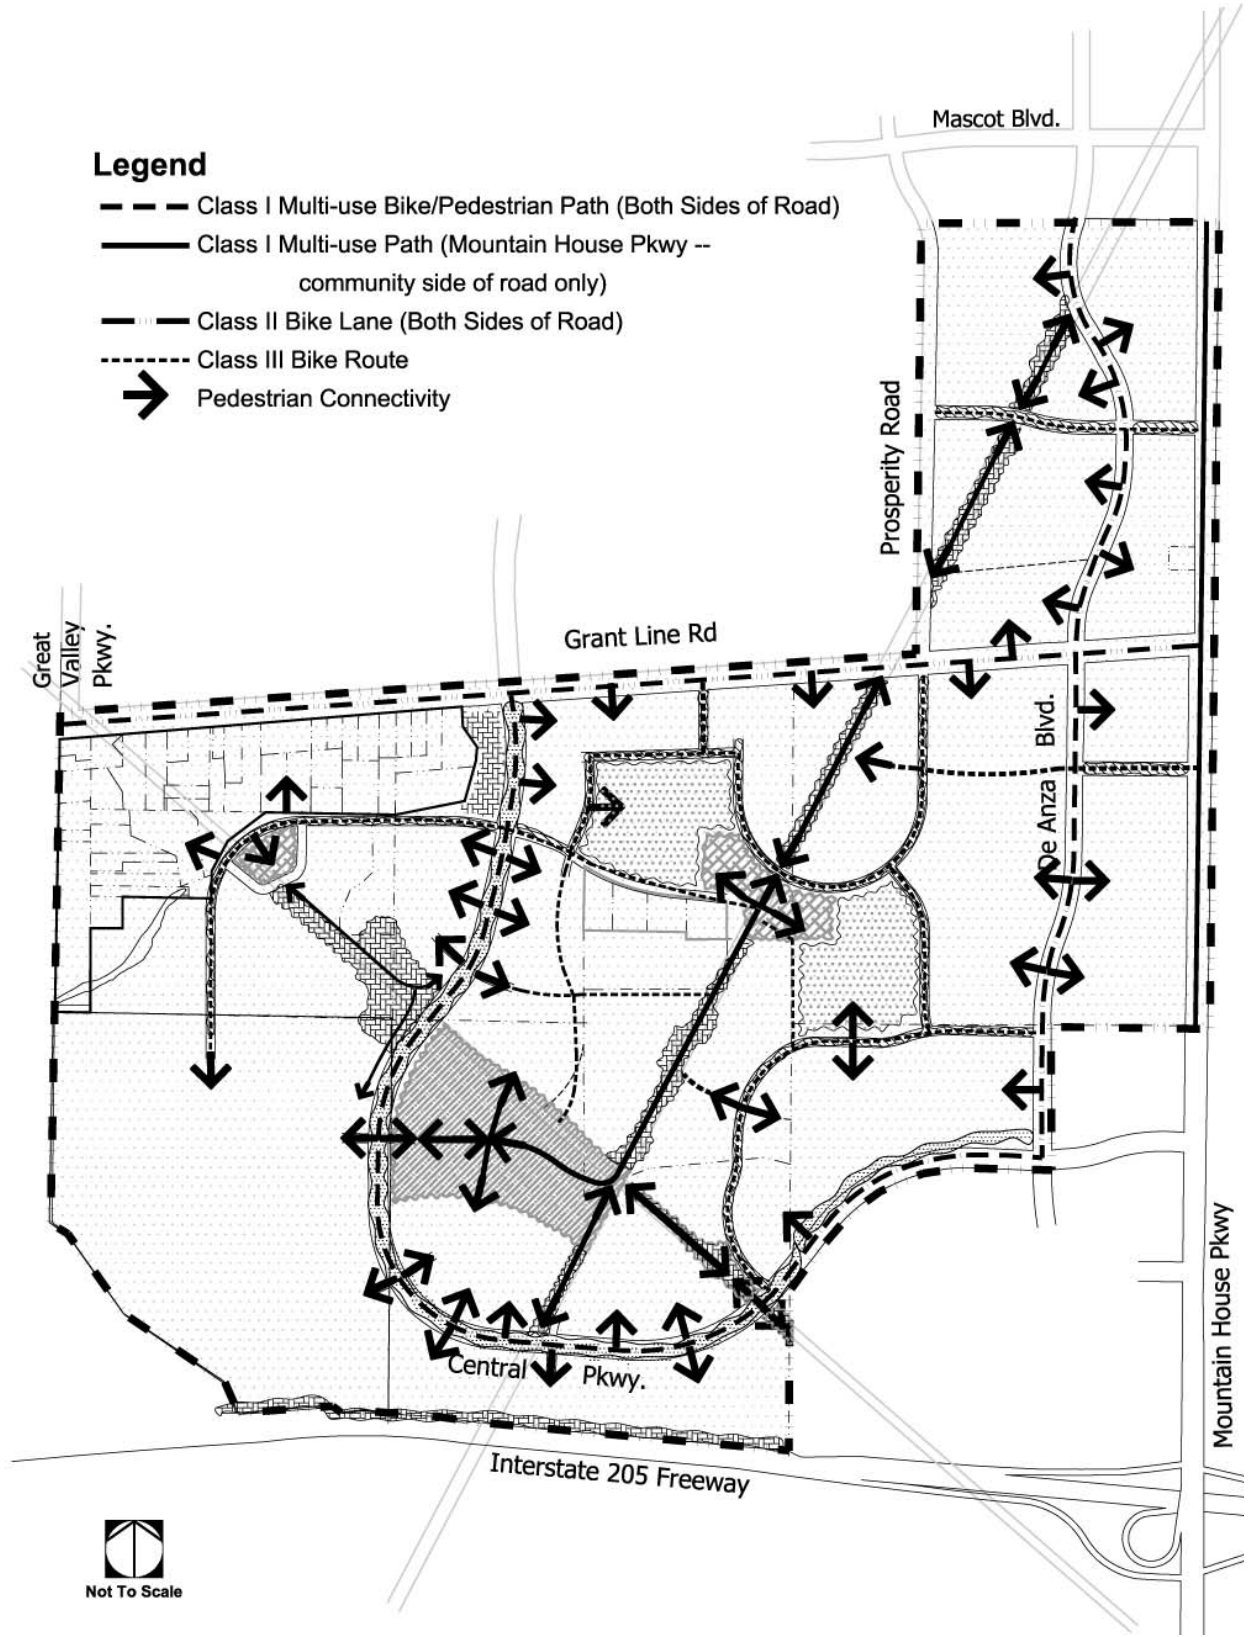 Mascot Blvd.
Legend
Class I Multi-use Bike/Pedestrian Path (Both Sides of Road)
Class I Multi-use Path (Mountain House Pkwy --
community side of road only)
Class II Bike Lane (Both Sides of Road)
Class III Bike Route
Pedestrian Connectivity
Prosperity Road
Great
Valley
Pkwy.
Grant Line Rd
De Anza Blvd.
Central Pkwy.
Mountain House Pkwy
Interstate 205 Freeway
Not To Scale